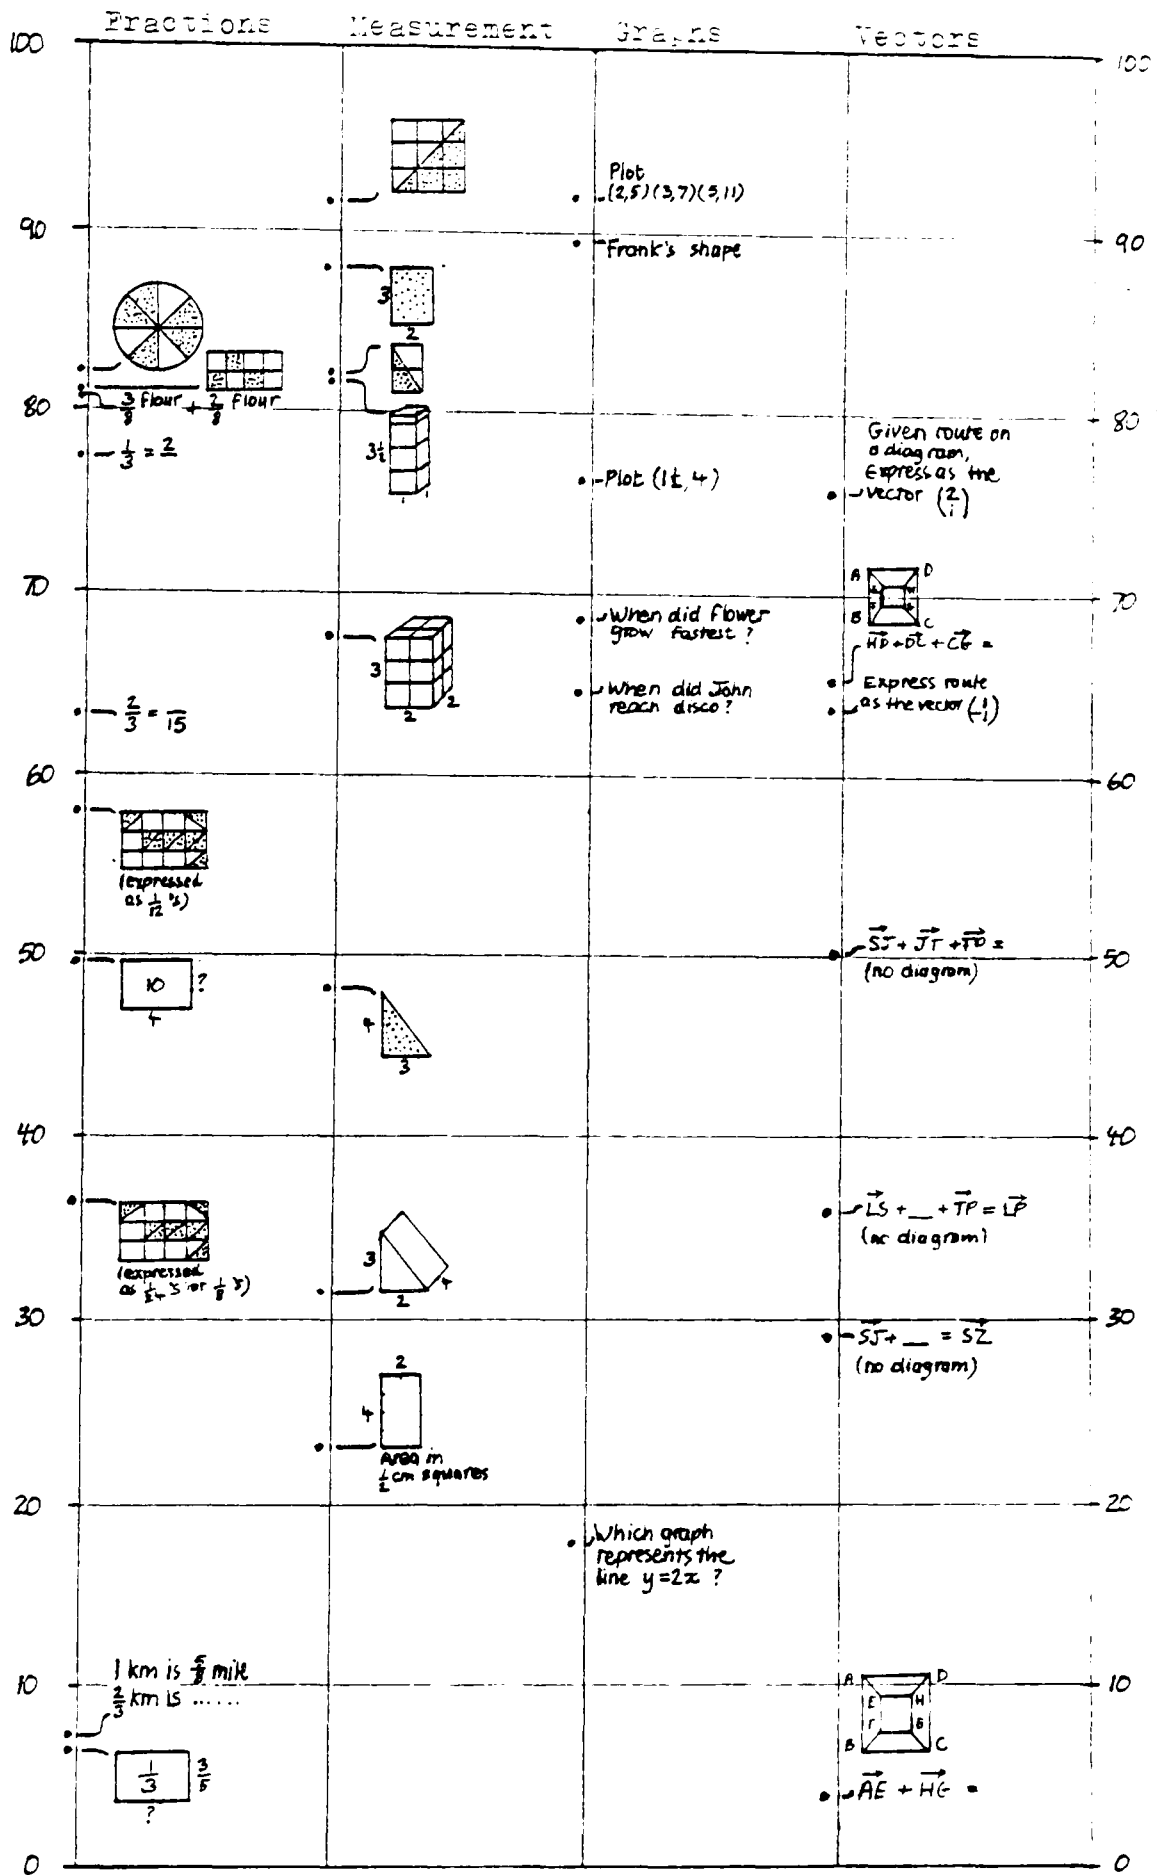 Fractions Measurement Graphs Vectors
100
100
Plot
(2,5)(3,7)(5,11)
90
90
Frank's shape
3
2
3/8 flour + 2/8 flour
80
80
1/3 = 2/
3½
1 1
Plot (1½, 4)
Given route on
a diagram,
Express as the
vector (2 1)
70
70
A D
B C
HD + DC + CG =
When did flower
grow fastest ?
3
2 2
When did John
reach disco ?
Express route
as the vector
2/3 = /15
60
60
(expressed
as 1/12 's)
50
50
10 ?
4
SJ + JT + TD =
(no diagram)
4
3
40
40
LS + __ + TP = LP
(no diagram)
(expressed
as 1/24 's or 1/8 's)
3
2 4
30
30
SJ + __ = SZ
(no diagram)
2
4
Area in
½ cm squares
20
20
Which graph
represents the
line y = 2x ?
1 km is 5/8 mile
2/3 km is ......
10
10
A D
E H
F G
B C
1/3 3/5
?
AE + HG =
0
0